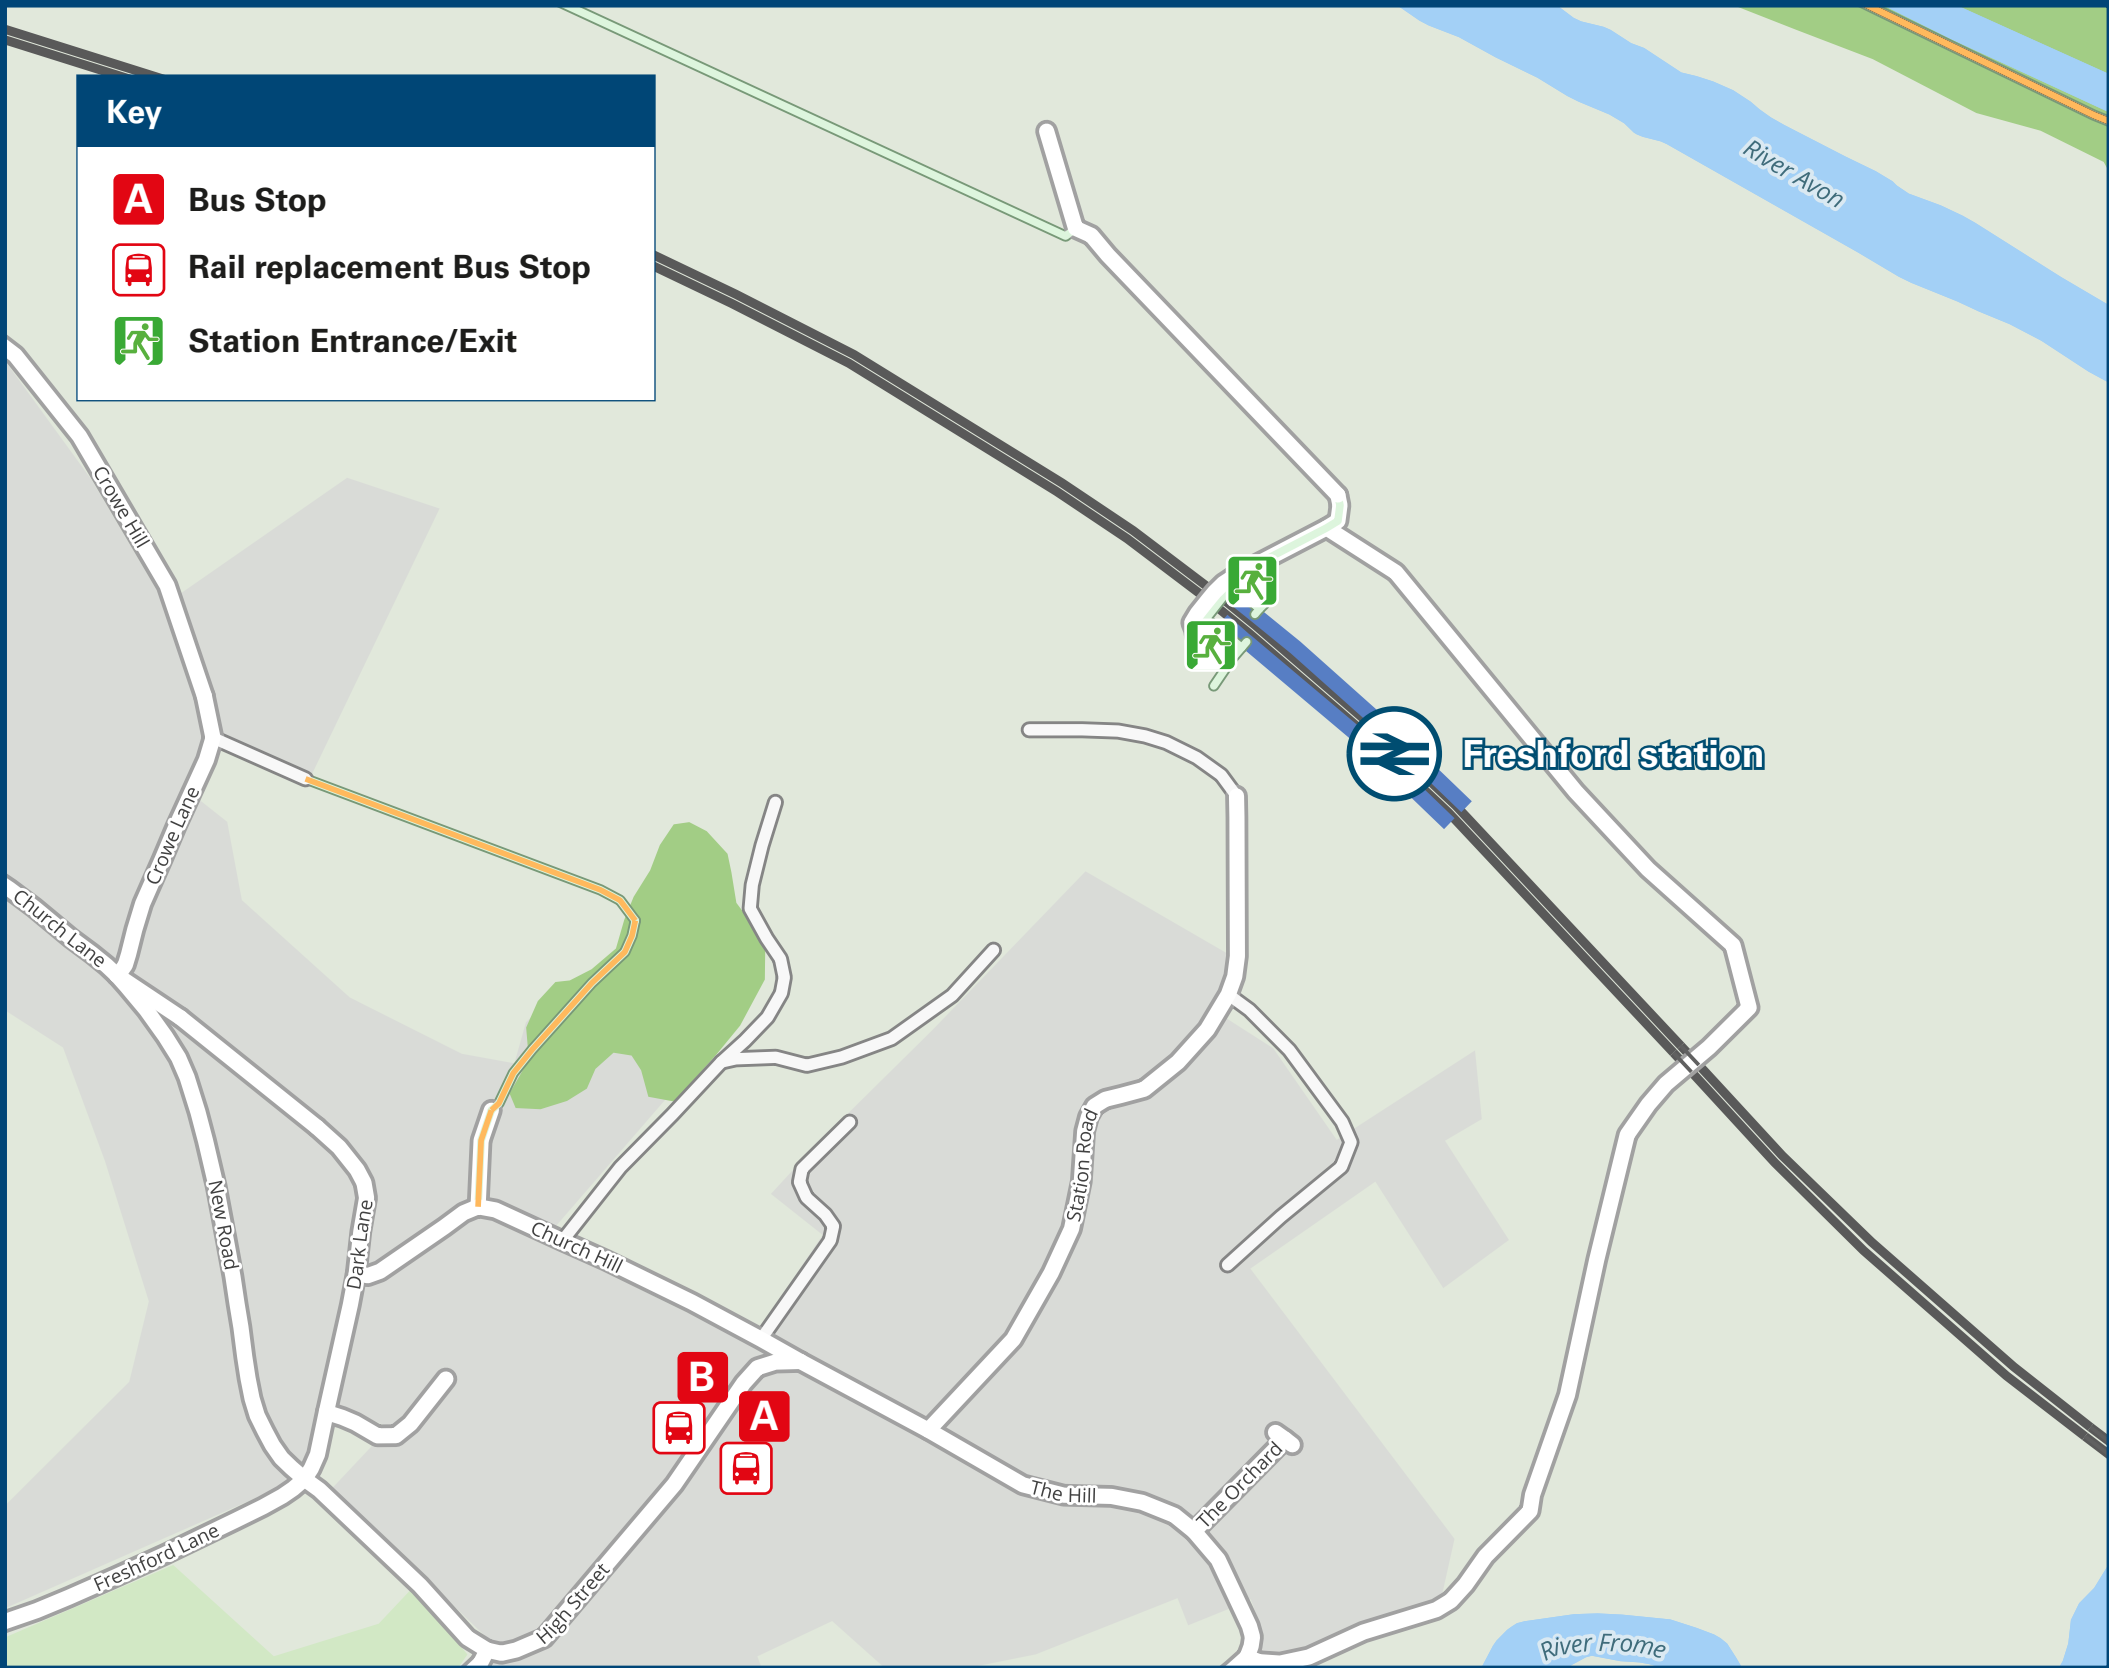 Key
A
Bus Stop
Rail replacement Bus Stop
Station Entrance/Exit
River Avon
Crowe Hill
Freshford station
Crowe Lane
Church Lane
Station Road
New Road
Dark Lane
Church Hill
B
A
The Hill
The Orchard
Freshford Lane
High Street
River Frome